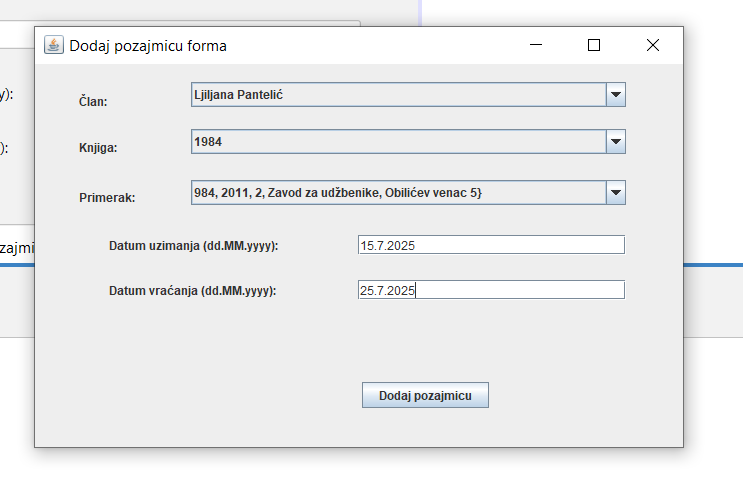 Dodaj pozajmicu forma
y):
Član:
Ljiljana Pantelić
):
Knjiga:
1984
Primerak:
984, 2011, 2, Zavod za udžbenike, Obilićev venac 5}
zajmi
Datum uzimanja (dd.MM.yyyy):
15.7.2025
Datum vraćanja (dd.MM.yyyy):
25.7.2025
Dodaj pozajmicu